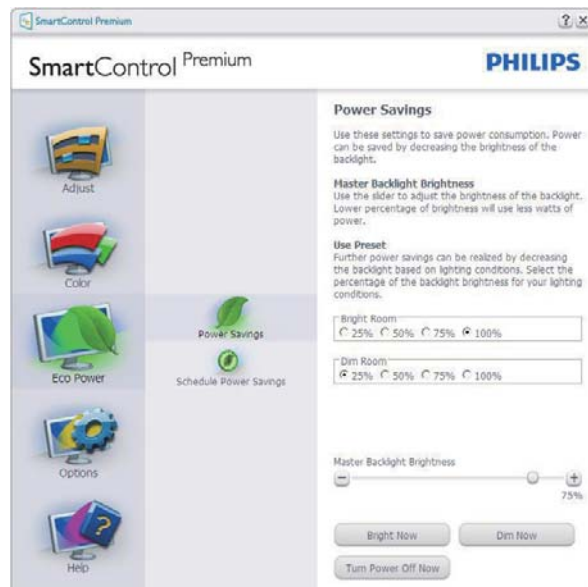 SmartControl Premium
SmartControl Premium
PHILIPS
Adjust
Color
Eco Power
Options
Help
Power Savings
Schedule Power Savings
Power Savings
Use these settings to save power consumption. Power
can be saved by decreasing the brightness of the
backlight.
Master Backlight Brightness
Use the slider to adjust the brightness of the backlight.
Lower percentage of brightness will use less watts of
power.
Use Preset
Further power savings can be realized by decreasing
the backlight based on lighting conditions. Select the
percentage of the backlight brightness for your lighting
conditions.
Bright Room
25% 50% 75% 100%
Dim Room
25% 50% 75% 100%
Master Backlight Brightness
75%
Bright Now Dim Now
Turn Power Off Now